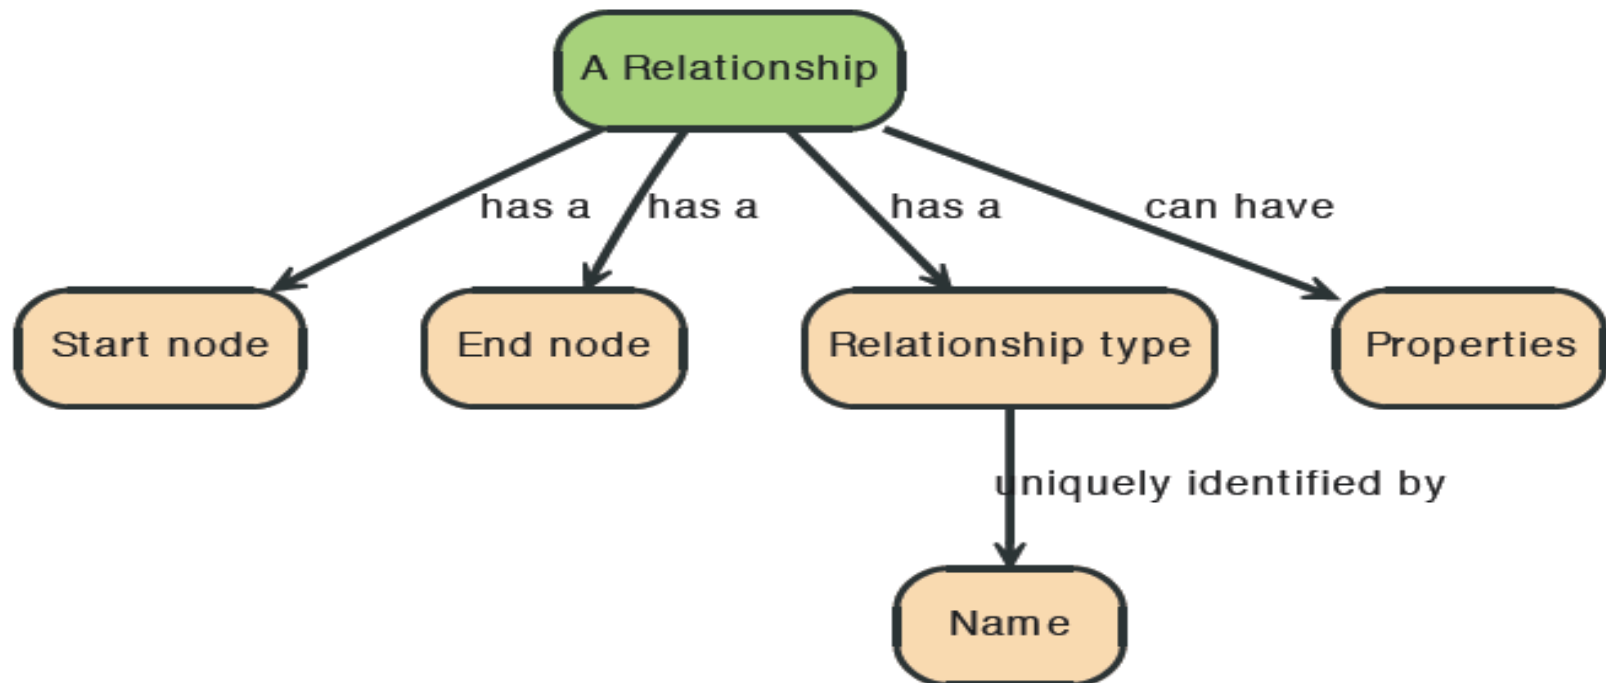 A Relationship
has a
has a
has a
can have
Start node
End node
Relationship type
Properties
uniquely identified by
Name